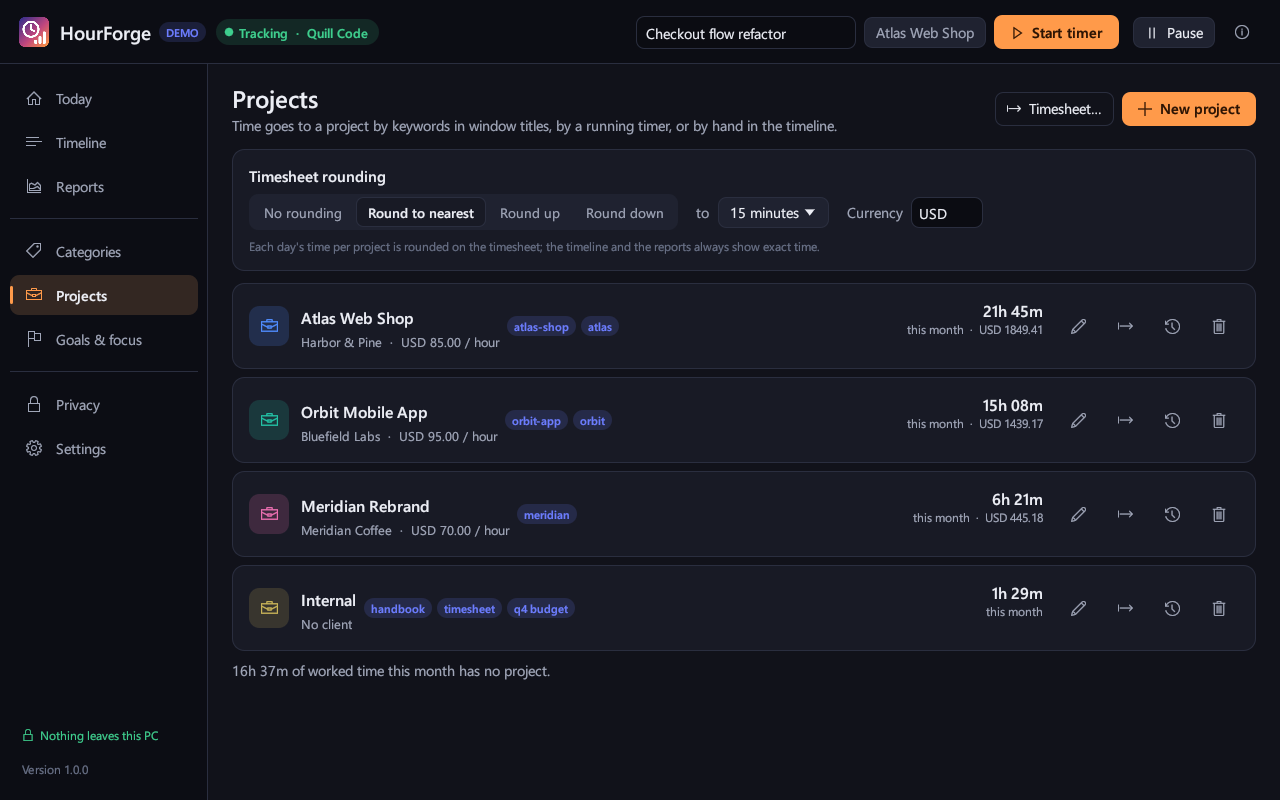 HourForge DEMO Tracking · Quill Code Checkout flow refactor Atlas Web Shop Start timer Pause
Today
Timeline
Reports
Categories
Projects
Goals & focus
Privacy
Settings
Nothing leaves this PC
Version 1.0.0
Projects
Time goes to a project by keywords in window titles, by a running timer, or by hand in the timeline.
Timesheet... New project
Timesheet rounding
No rounding Round to nearest Round up Round down to 15 minutes Currency USD
Each day's time per project is rounded on the timesheet; the timeline and the reports always show exact time.
Atlas Web Shop atlas-shop atlas 21h 45m
Harbor & Pine · USD 85.00 / hour this month · USD 1849.41
Orbit Mobile App orbit-app orbit 15h 08m
Bluefield Labs · USD 95.00 / hour this month · USD 1439.17
Meridian Rebrand meridian 6h 21m
Meridian Coffee · USD 70.00 / hour this month · USD 445.18
Internal handbook timesheet q4 budget 1h 29m
No client this month
16h 37m of worked time this month has no project.